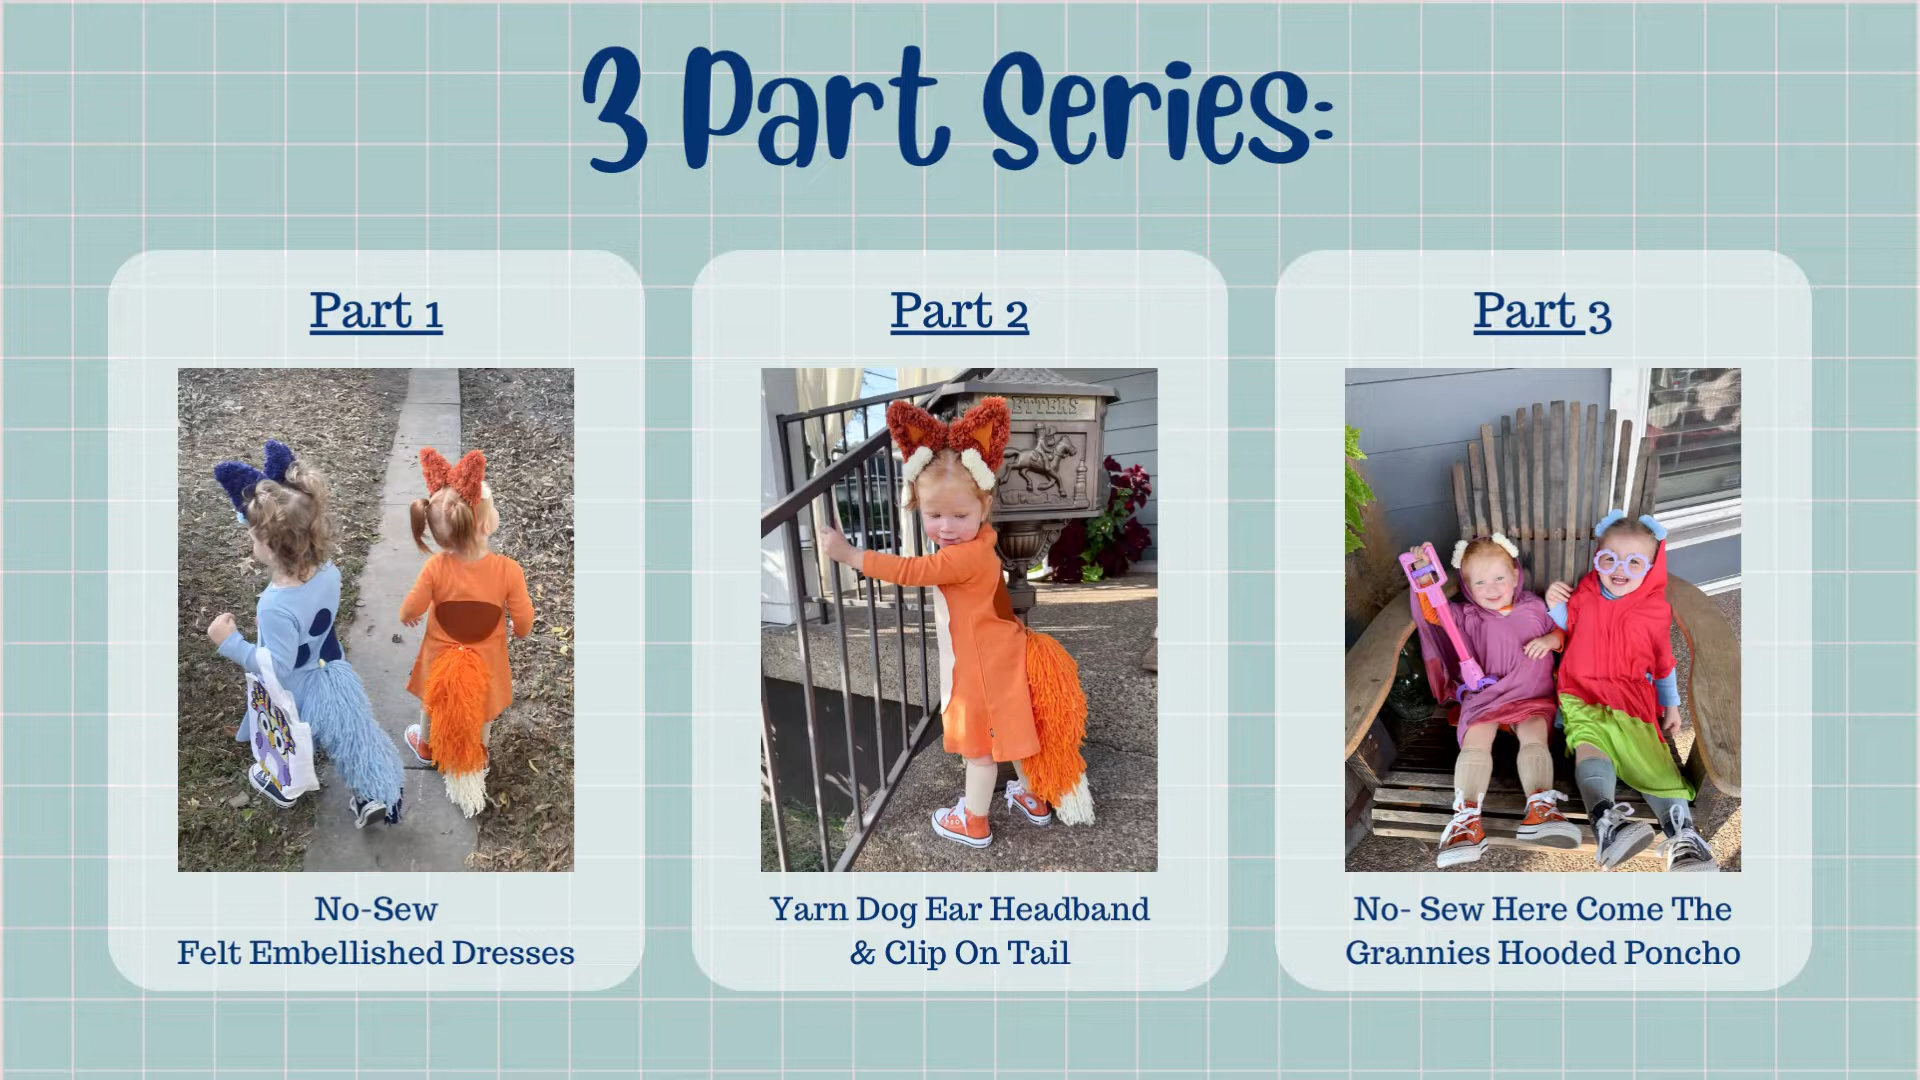 3 Part Series:
Part 1
Part 2
Part 3
LETTERS
No-Sew
Felt Embellished Dresses
Yarn Dog Ear Headband
& Clip On Tail
No- Sew Here Come The
Grannies Hooded Poncho